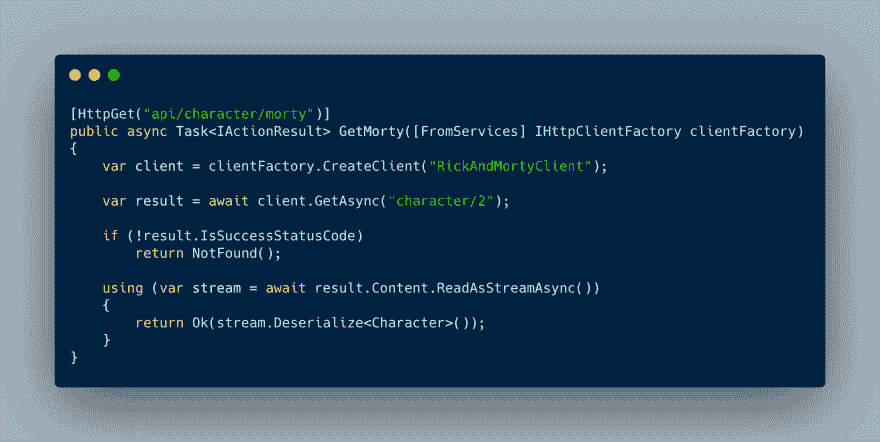 [HttpGet("api/character/morty")]
public async Task<IActionResult> GetMorty([FromServices] IHttpClientFactory clientFactory)
{
    var client = clientFactory.CreateClient("RickAndMortyClient");

    var result = await client.GetAsync("character/2");

    if (!result.IsSuccessStatusCode)
        return NotFound();

    using (var stream = await result.Content.ReadAsStreamAsync())
    {
        return Ok(stream.Deserialize<Character>());
    }
}